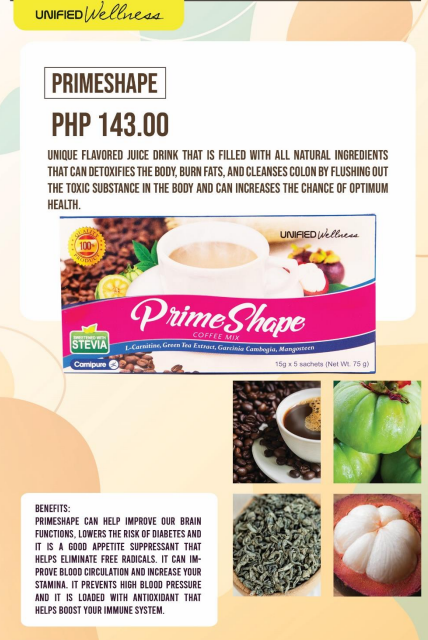 UNIFIED Wellness
PRIMESHAPE
PHP 143.00
UNIQUE FLAVORED JUICE DRINK THAT IS FILLED WITH ALL NATURAL INGREDIENTS
THAT CAN DETOXIFIES THE BODY, BURN FATS, AND CLEANSES COLON BY FLUSHING OUT
THE TOXIC SUBSTANCE IN THE BODY AND CAN INCREASES THE CHANCE OF OPTIMUM
HEALTH.
UNIFIED Wellness
100%
PrimeShape
COFFEE MIX
L-Carnitine, Green Tea Extract, Garcinia Cambogia, Mangosteen
SWEETENED WITH
STEVIA
Carnipure
15g x 5 sachets (Net Wt. 75 g)
BENEFITS:
PRIMESHAPE CAN HELP IMPROVE OUR BRAIN
FUNCTIONS, LOWERS THE RISK OF DIABETES AND
IT IS A GOOD APPETITE SUPPRESSANT THAT
HELPS ELIMINATE FREE RADICALS. IT CAN IM-
PROVE BLOOD CIRCULATION AND INCREASE YOUR
STAMINA. IT PREVENTS HIGH BLOOD PRESSURE
AND IT IS LOADED WITH ANTIOXIDANT THAT
HELPS BOOST YOUR IMMUNE SYSTEM.